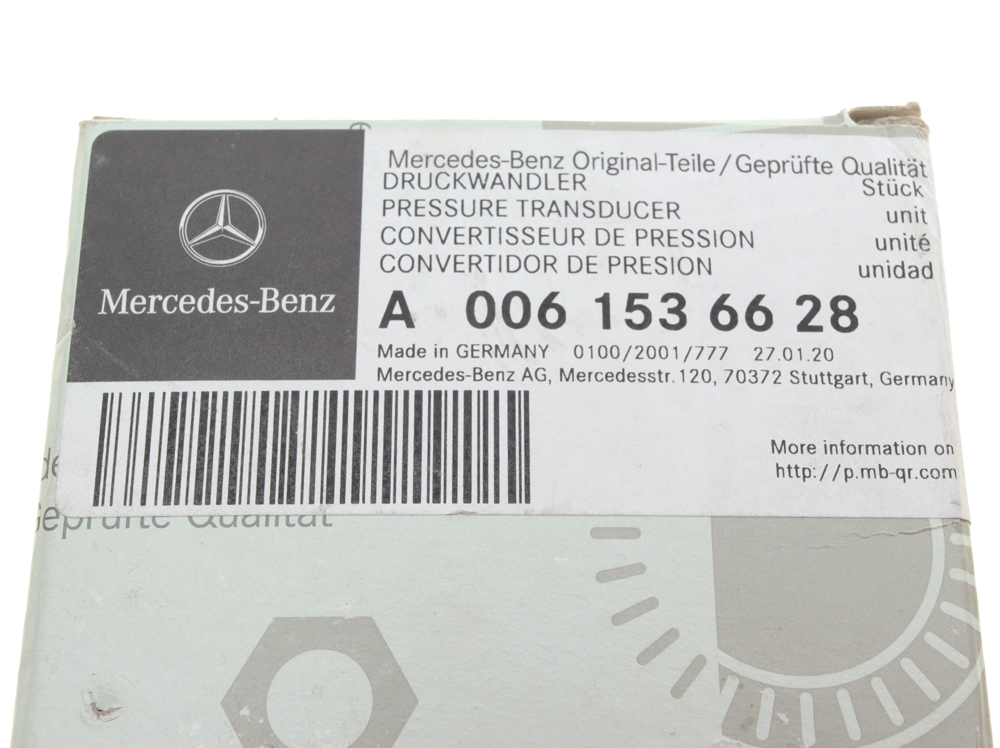 Mercedes-Benz Original-Teile/Geprüfte Qualität
DRUCKWANDLER Stück
PRESSURE TRANSDUCER unit
CONVERTISSEUR DE PRESSION unité
CONVERTIDOR DE PRESION unidad
Mercedes-Benz
A 006 153 66 28
Made in GERMANY 0100/2001/777 27.01.20
Mercedes-Benz AG, Mercedesstr.120, 70372 Stuttgart, Germany
More information on
http://p.mb-qr.com
Geprüfte Qualität